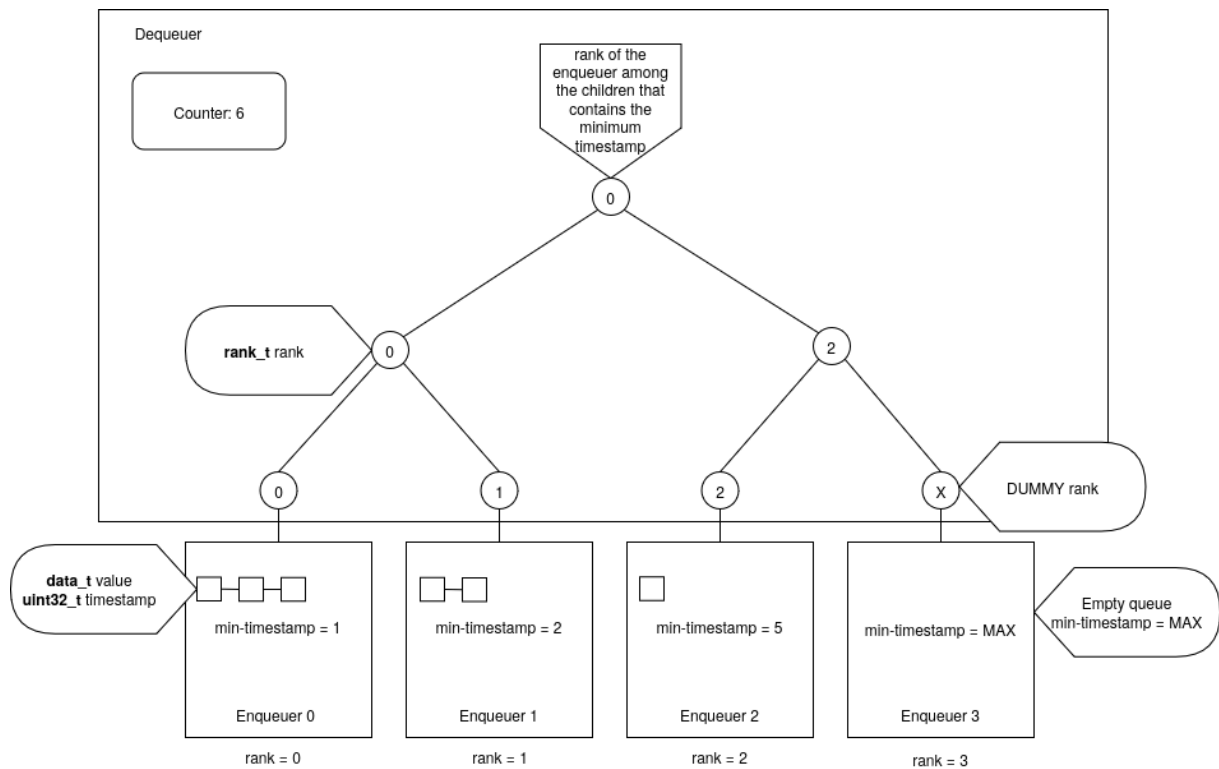 Dequeuer
Counter: 6
rank of the
enqueuer among
the children that
contains the
minimum
timestamp
0
rank_t rank
0
2
0
1
2
X
DUMMY rank
data_t value
uint32_t timestamp
min-timestamp = 1
Enqueuer 0
rank = 0
min-timestamp = 2
Enqueuer 1
rank = 1
min-timestamp = 5
Enqueuer 2
rank = 2
min-timestamp = MAX
Enqueuer 3
rank = 3
Empty queue
min-timestamp = MAX